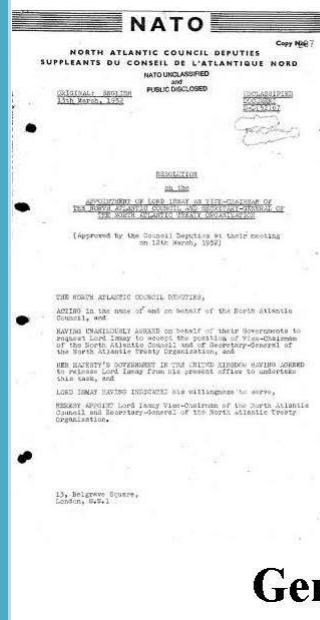 NATO
Copy No
NORTH ATLANTIC COUNCIL DEPUTIES
SUPPLEANTS DU CONSEIL DE L'ATLANTIQUE NORD
NATO UNCLASSIFIED
and
PUBLIC DISCLOSED
ORIGINAL: ENGLISH
13th March, 1952
UNCLASSIFIED
DOCUMENT
RESOLUTION
on the
APPOINTMENT OF LORD ISMAY AS VICE-CHAIRMAN OF
THE NORTH ATLANTIC COUNCIL AND SECRETARY-GENERAL OF
THE NORTH ATLANTIC TREATY ORGANISATION
(Approved by the Council Deputies at their meeting
on 12th March, 1952)
THE NORTH ATLANTIC COUNCIL DEPUTIES,
ACTING in the name of and on behalf of the North Atlantic
Council, and
HAVING UNANIMOUSLY AGREED on behalf of their Governments to
request Lord Ismay to accept the position of Vice-Chairman
of the North Atlantic Council and of Secretary-General of
the North Atlantic Treaty Organisation, and
HER MAJESTY'S GOVERNMENT IN THE UNITED KINGDOM HAVING AGREED
to release Lord Ismay from his present office to undertake
this task, and
LORD ISMAY HAVING INDICATED his willingness to serve,
HEREBY APPOINT Lord Ismay Vice-Chairman of the North Atlantic
Council and Secretary-General of the North Atlantic Treaty
Organisation.
13, Belgrave Square,
London, S.W.1
Ger